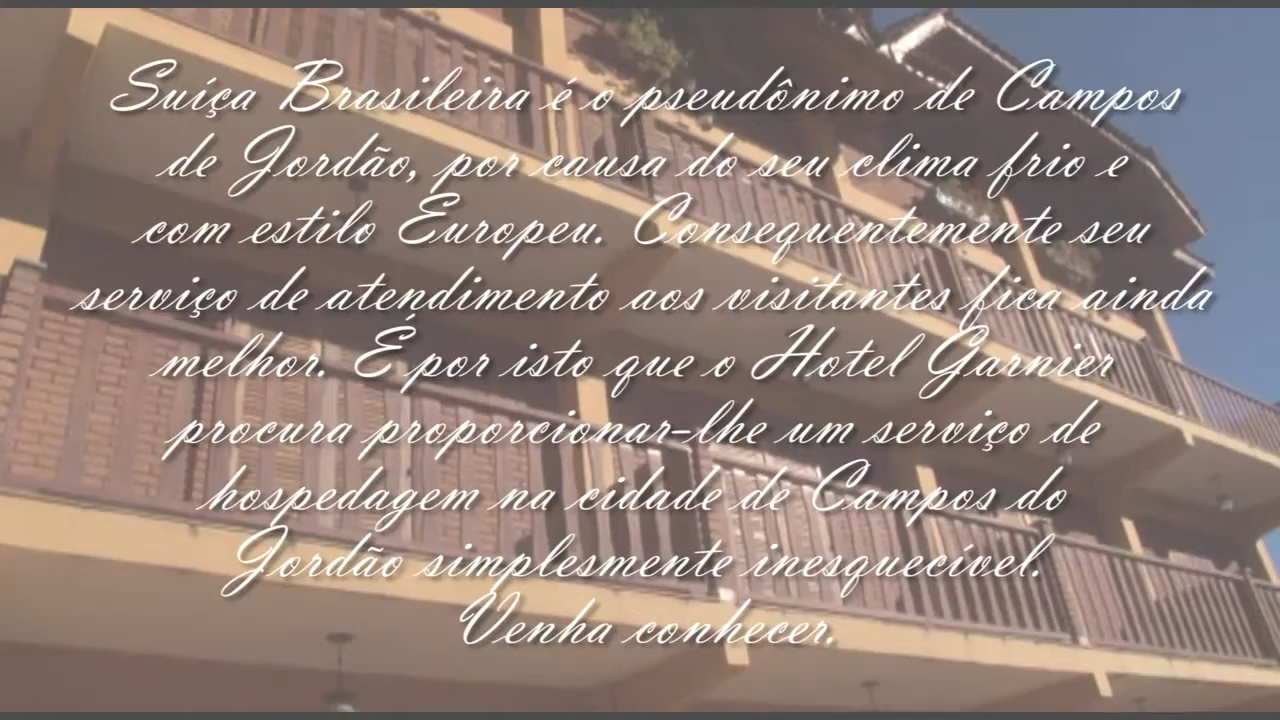 Suíça Brasileira é o pseudônimo de Campos
de Jordão, por causa do seu clima frio e
com estilo Europeu. Consequentemente seu
serviço de atendimento aos visitantes fica ainda
melhor. É por isto que o Hotel Garnier
procura proporcionar-lhe um serviço de
hospedagem na cidade de Campos do
Jordão simplesmente inesquecível.
Venha conhecer.